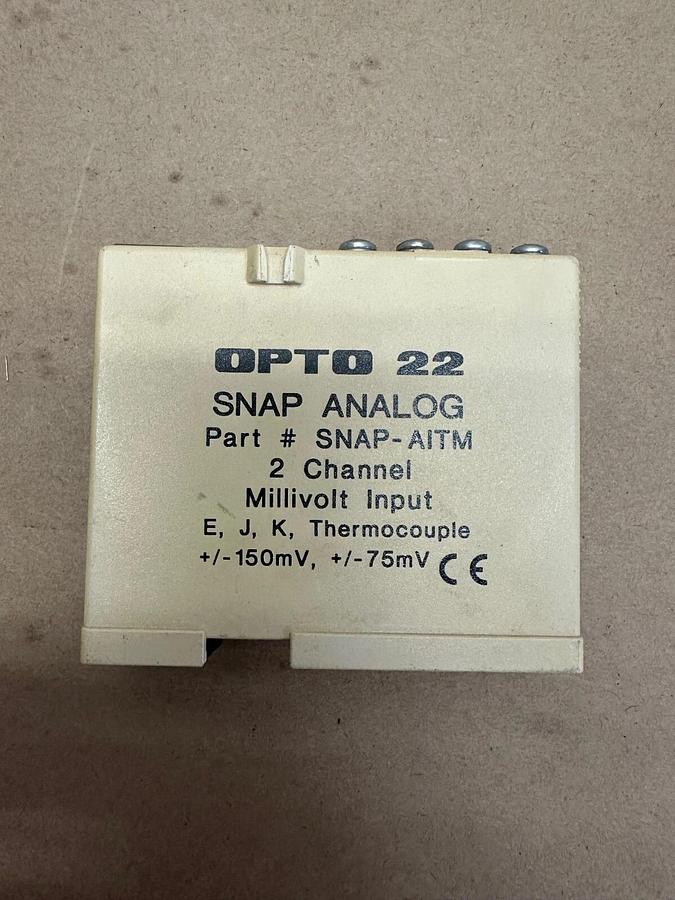 OPTO 22
SNAP ANALOG
Part # SNAP-AITM
2 Channel
Millivolt Input
E, J, K, Thermocouple
+/-150mV, +/-75mV CE